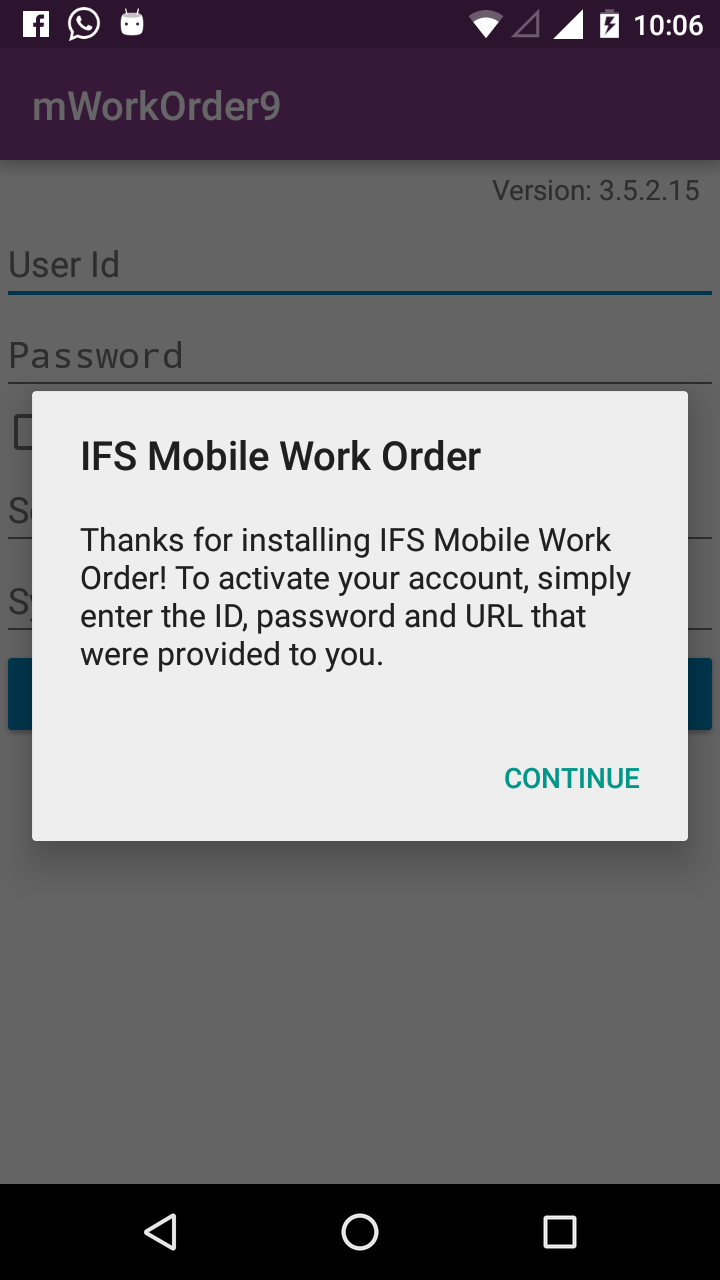 10:06
mWorkOrder9
Version: 3.5.2.15
User Id
Password
IFS Mobile Work Order
Thanks for installing IFS Mobile Work
Order! To activate your account, simply
enter the ID, password and URL that
were provided to you.
CONTINUE